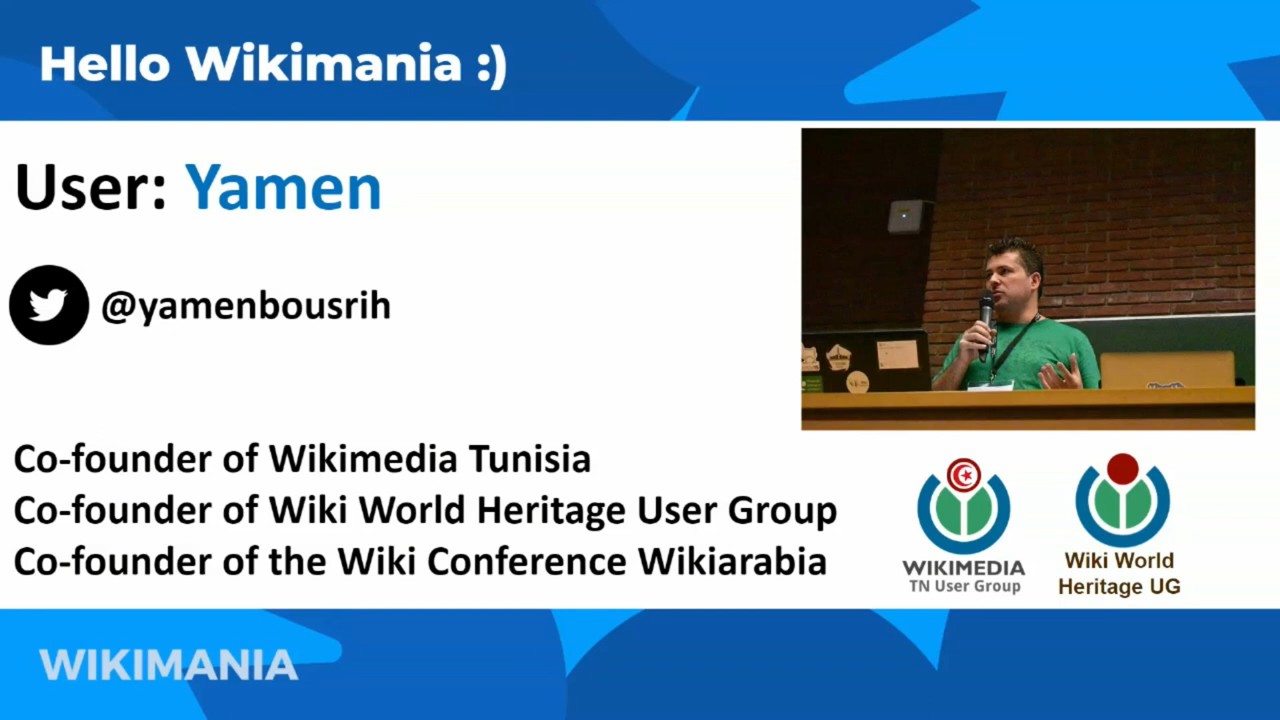 Hello Wikimania :)
User: Yamen
@yamenbousrih
Co-founder of Wikimedia Tunisia
Co-founder of Wiki World Heritage User Group
Co-founder of the Wiki Conference Wikiarabia
WIKIMEDIA
TN User Group
Wiki World
Heritage UG
WIKIMANIA